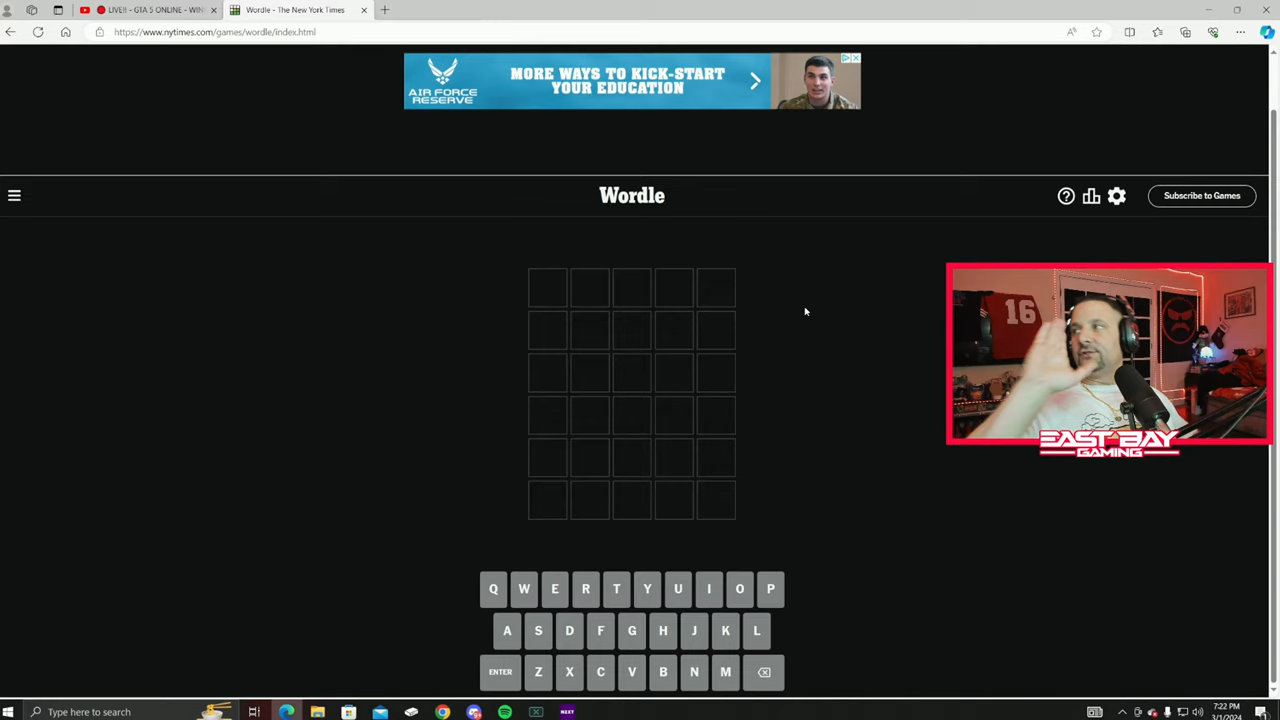 LIVE!! - GTA 5 ONLINE - WIN
Wordle - The New York Times
https://www.nytimes.com/games/wordle/index.html
AIR FORCE
RESERVE
MORE WAYS TO KICK-START
YOUR EDUCATION
Wordle
Subscribe to Games
16
EAST BAY
GAMING
Q W E R T Y U I O P
A S D F G H J K L
ENTER Z X C V B N M
Type here to search
NEXT
7:22 PM
3/1/2024